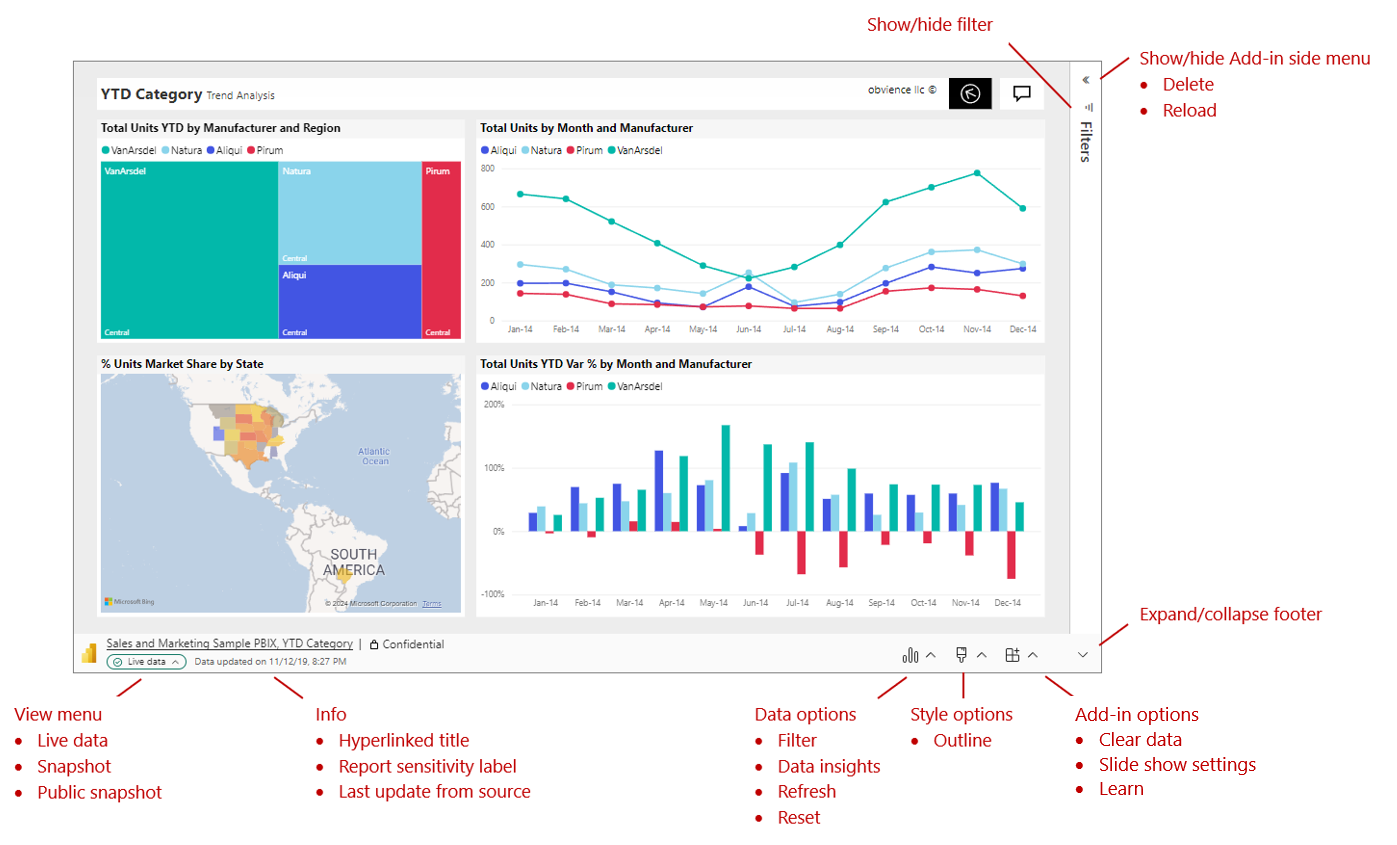 Show/hide filter
Show/hide Add-in side menu
• Delete
• Reload
YTD Category Trend Analysis
obvience llc ©
Filters
Total Units YTD by Manufacturer and Region
VanArsdel Natura Aliqui Pirum
VanArsdel
Natura
Pirum
Central
Aliqui
Central
Central
Central
Total Units by Month and Manufacturer
Aliqui Natura Pirum VanArsdel
800
600
400
200
0
Jan-14 Feb-14 Mar-14 Apr-14 May-14 Jun-14 Jul-14 Aug-14 Sep-14 Oct-14 Nov-14 Dec-14
% Units Market Share by State
Atlantic
Ocean
SOUTH
AMERICA
Microsoft Bing
© 2024 Microsoft Corporation Terms
Total Units YTD Var % by Month and Manufacturer
Aliqui Natura Pirum VanArsdel
200%
100%
0%
-100%
Jan-14 Feb-14 Mar-14 Apr-14 May-14 Jun-14 Jul-14 Aug-14 Sep-14 Oct-14 Nov-14 Dec-14
Sales and Marketing Sample PBIX, YTD Category | Confidential
Live data Data updated on 11/12/19, 8:27 PM
Expand/collapse footer
View menu
• Live data
• Snapshot
• Public snapshot
Info
• Hyperlinked title
• Report sensitivity label
• Last update from source
Data options
• Filter
• Data insights
• Refresh
• Reset
Style options
• Outline
Add-in options
• Clear data
• Slide show settings
• Learn